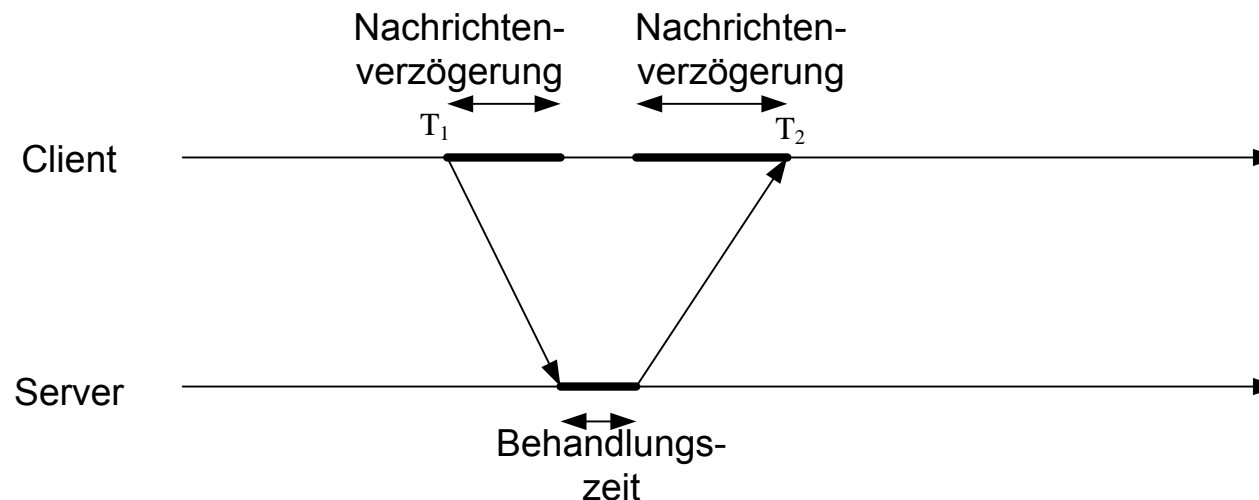 Nachrichten-
verzögerung
Nachrichten-
verzögerung
T1
T2
Client
Server
Behandlungs-
zeit